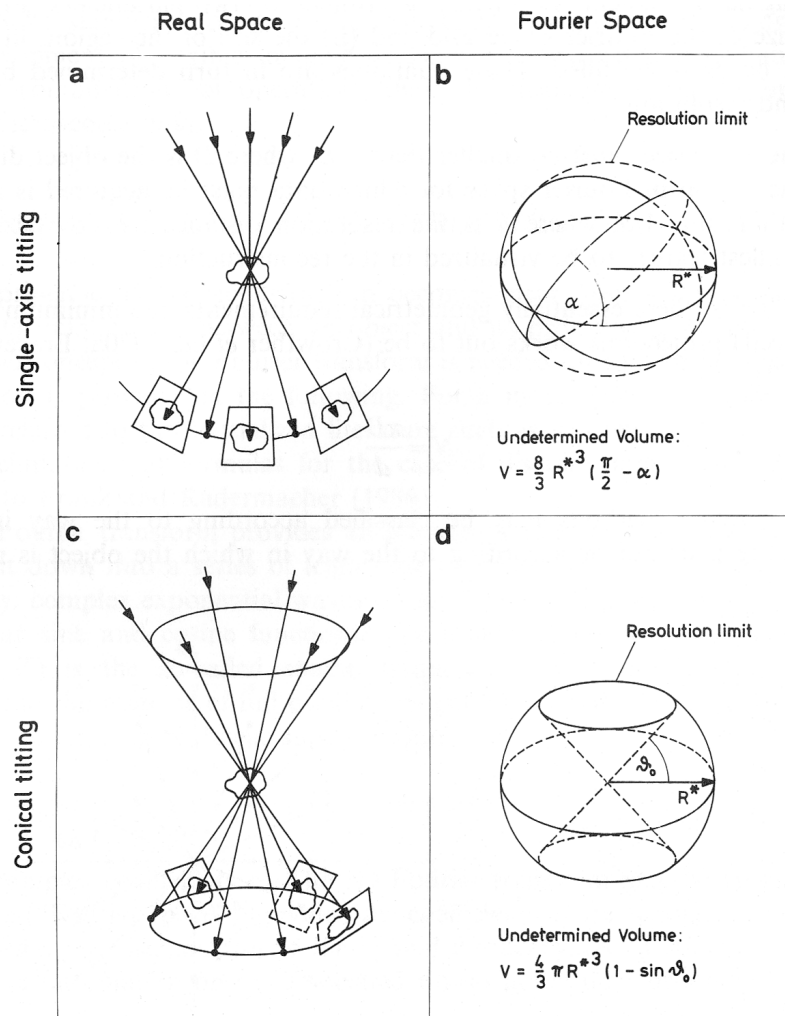 Real Space
Fourier Space
Single-axis tilting
a
b
Resolution limit
α
R*
Undetermined Volume:
V = 8/3 R*³ (π/2 - α)
Conical tilting
c
d
Resolution limit
ϑ₀
R*
Undetermined Volume:
V = 4/3 π R*³ (1 - sin ϑ₀)